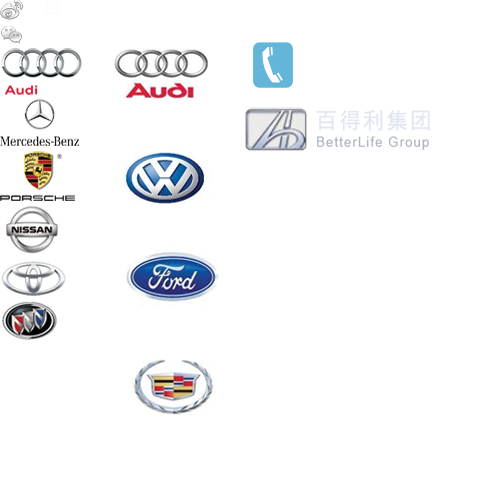 Audi
Mercedes-Benz
PORSCHE
NISSAN
Audi
Ford
百得利集团
BetterLife Group